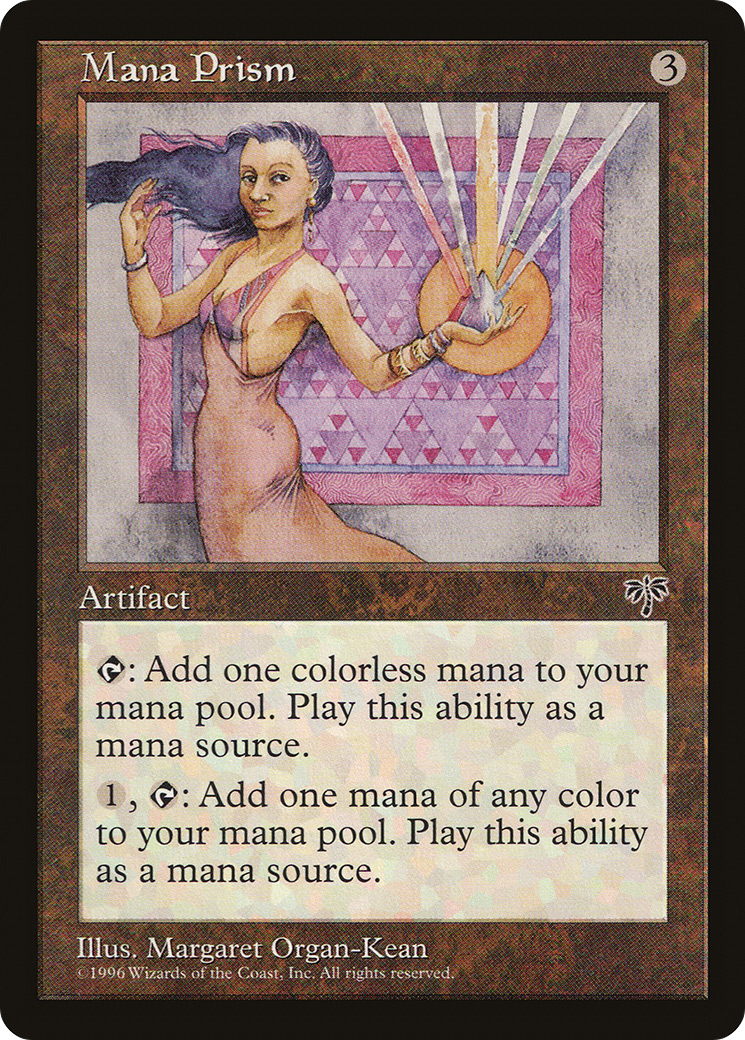 Mana Prism 3
Artifact
: Add one colorless mana to your
mana pool. Play this ability as a
mana source.
1, : Add one mana of any color
to your mana pool. Play this ability
as a mana source.
Illus. Margaret Organ-Kean
©1996 Wizards of the Coast, Inc. All rights reserved.